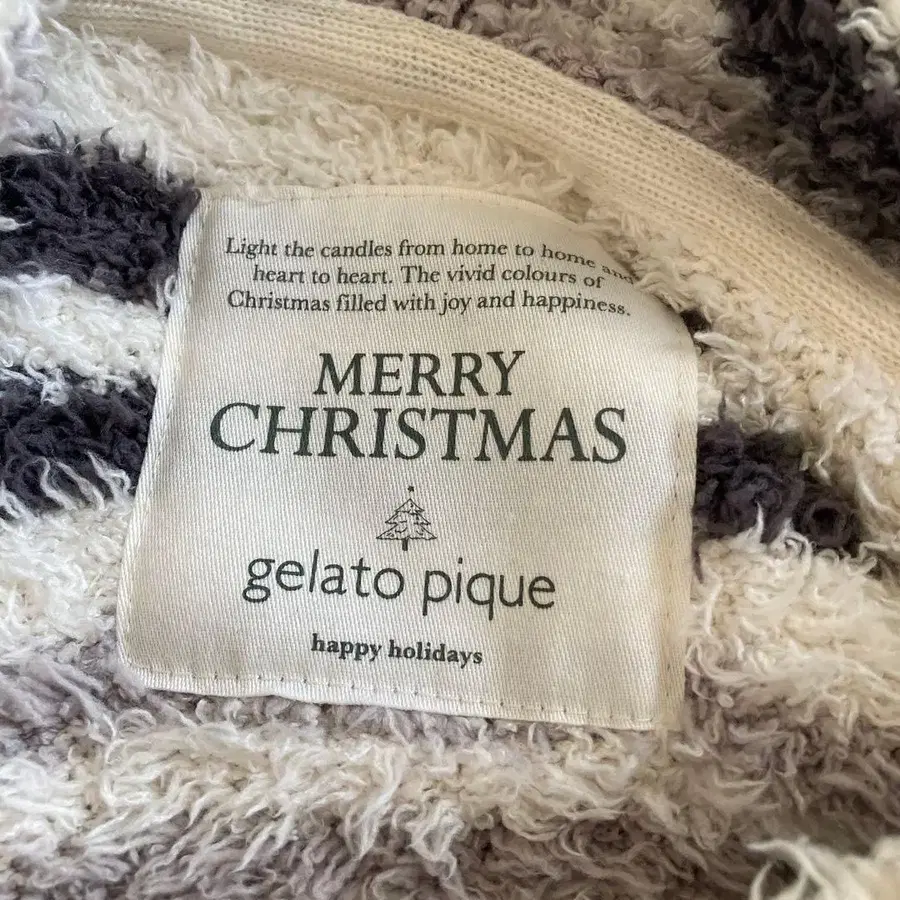 Light the candles from home to home and
heart to heart. The vivid colours of
Christmas filled with joy and happiness.
MERRY
CHRISTMAS
gelato pique
happy holidays